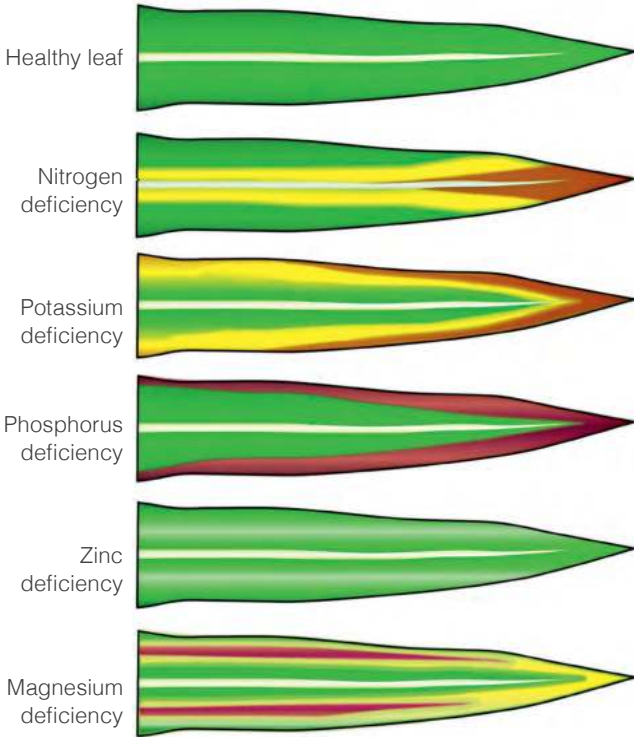 Healthy leaf
Nitrogen
deficiency
Potassium
deficiency
Phosphorus
deficiency
Zinc
deficiency
Magnesium
deficiency